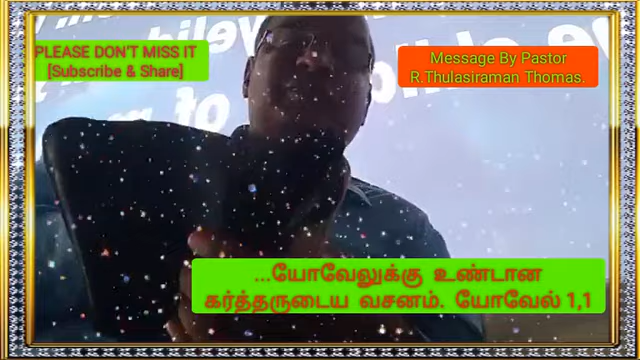 PLEASE DON'T MISS IT
[Subscribe & Share]
Message By Pastor
R.Thulasiraman Thomas.
...யோவேலுக்கு உண்டான
கர்த்தருடைய வசனம். யோவேல் 1,1